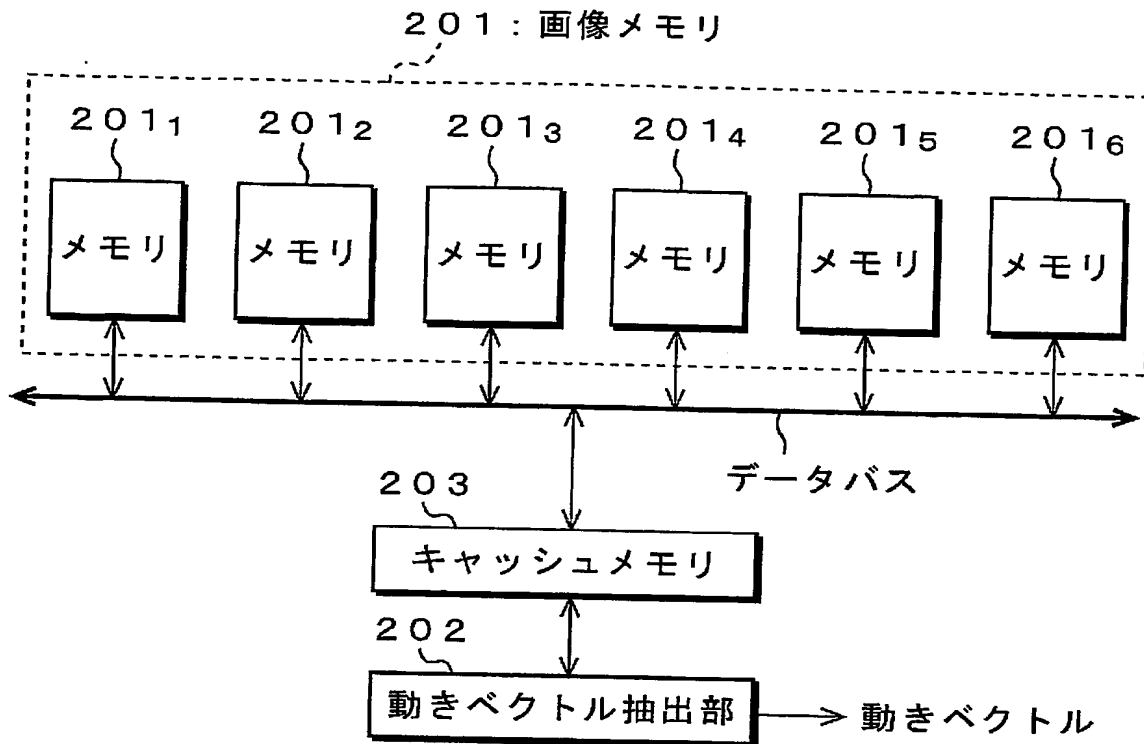 201:画像メモリ
201₁ 201₂ 201₃ 201₄ 201₅ 201₆
メモリ メモリ メモリ メモリ メモリ メモリ
データバス
203
キャッシュメモリ
202
動きベクトル抽出部 動きベクトル